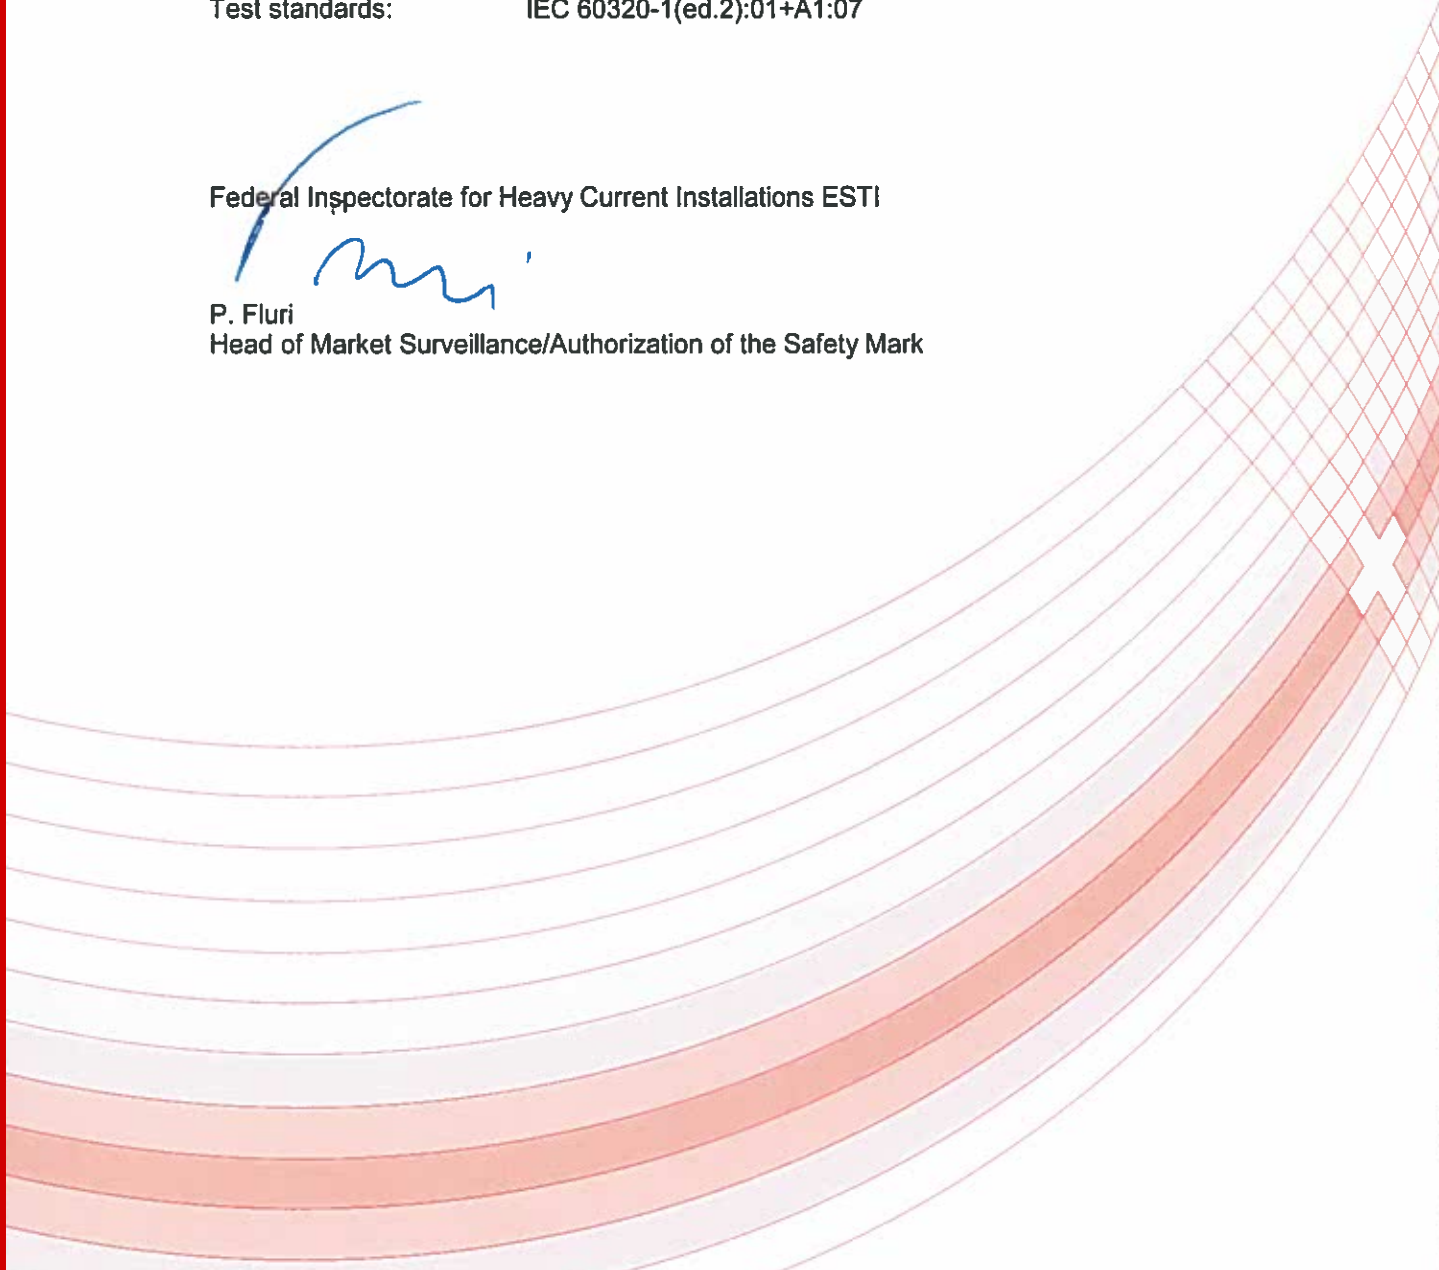 Test standards: IEC 60320-1(ed.2):01+A1:07
Federal Inspectorate for Heavy Current Installations ESTI
P. Fluri
Head of Market Surveillance/Authorization of the Safety Mark